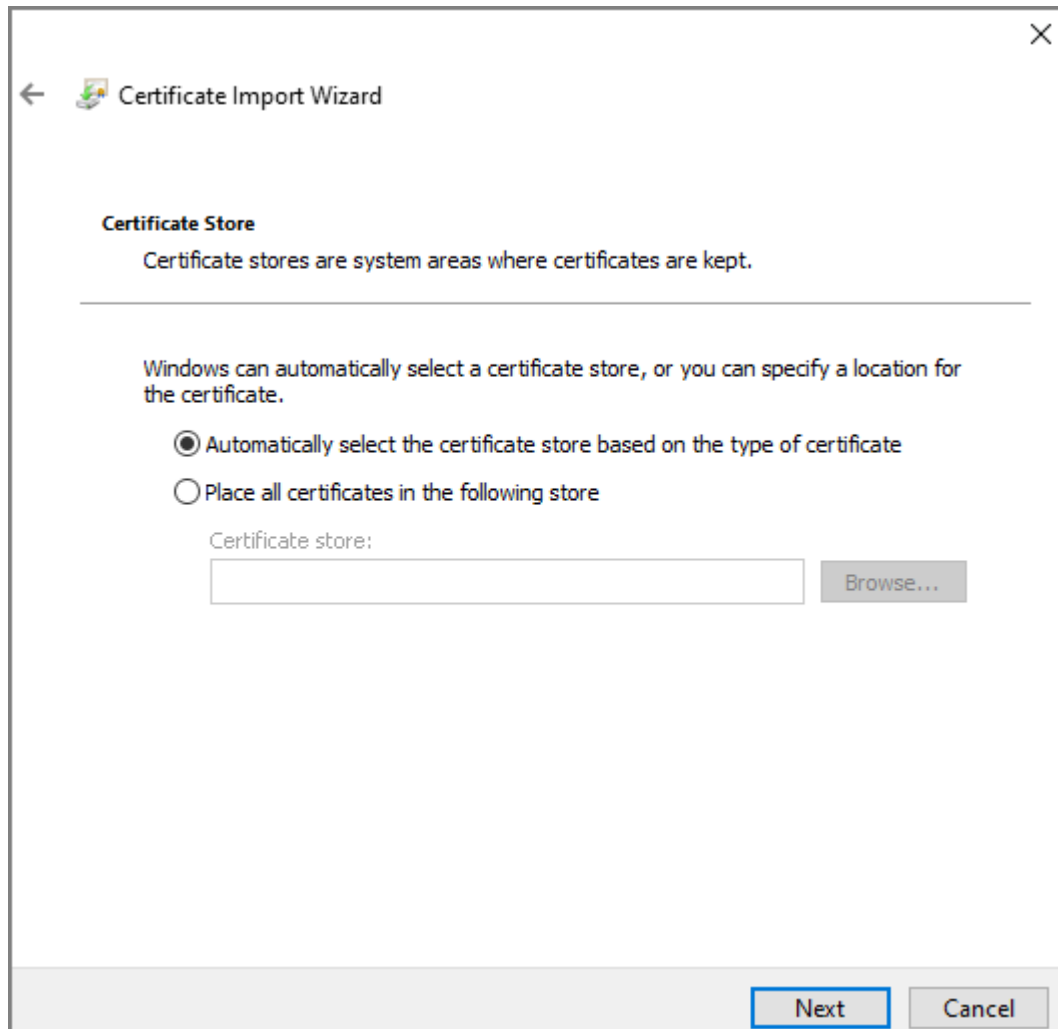 Certificate Import Wizard
Certificate Store
Certificate stores are system areas where certificates are kept.
Windows can automatically select a certificate store, or you can specify a location for
the certificate.
Automatically select the certificate store based on the type of certificate
Place all certificates in the following store
Certificate store:
Browse...
Next
Cancel